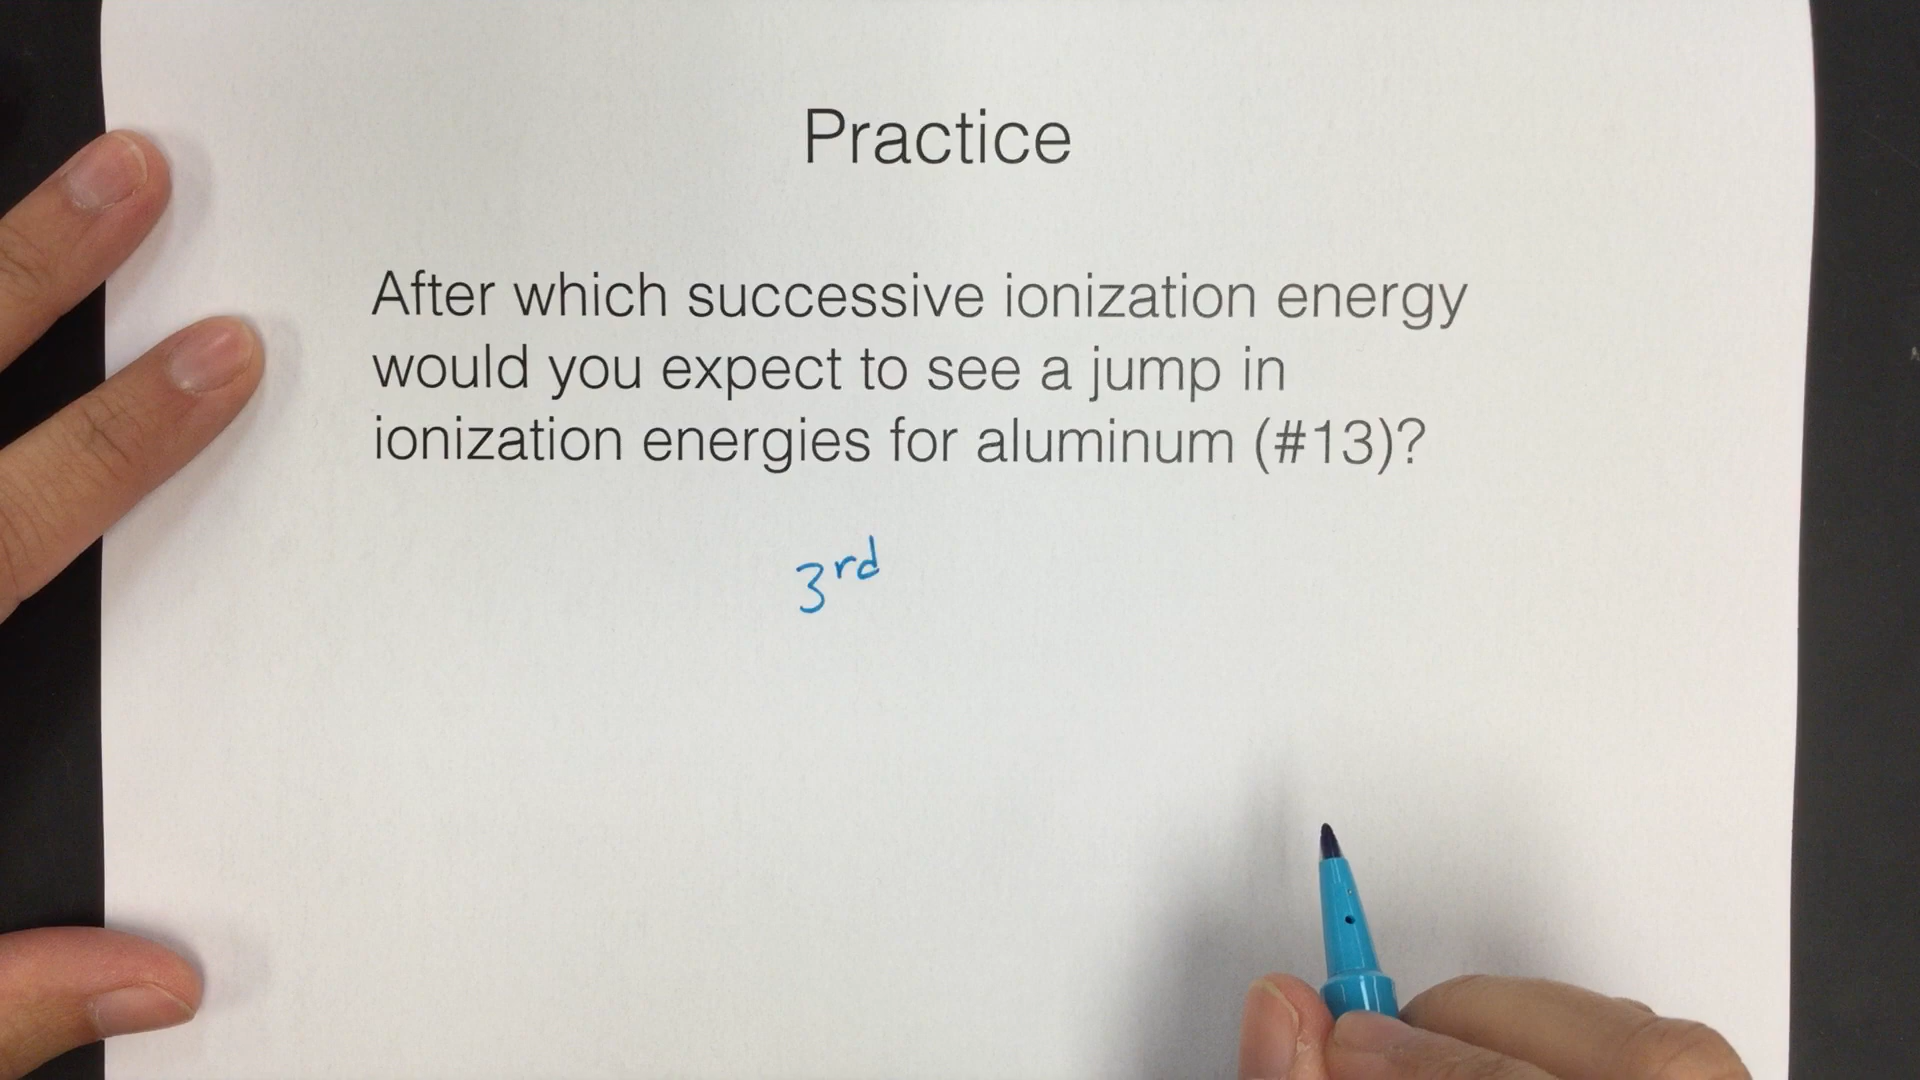 Practice
After which successive ionization energy
would you expect to see a jump in
ionization energies for aluminum (#13)?
3rd